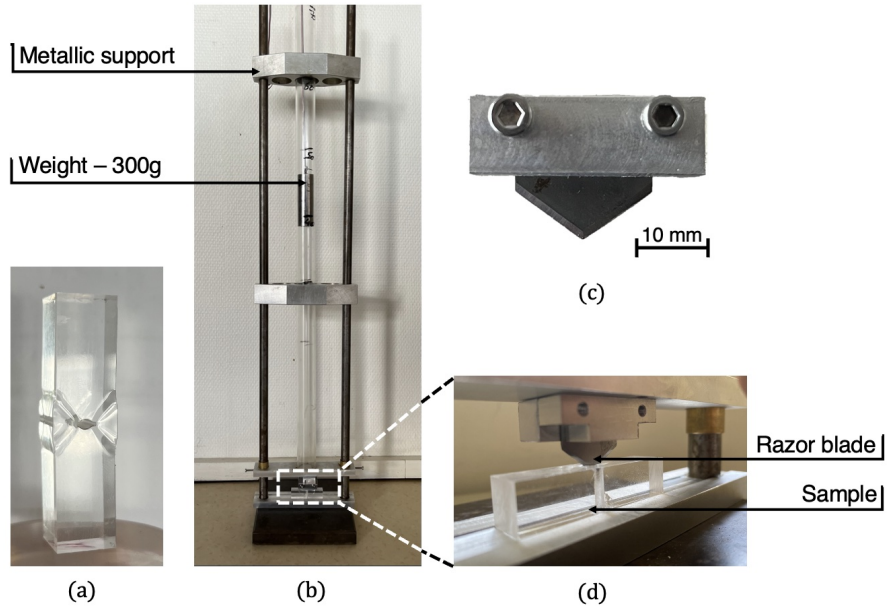 Metallic support
Weight – 300g
10 mm
(c)
Razor blade
Sample
(a)
(b)
(d)